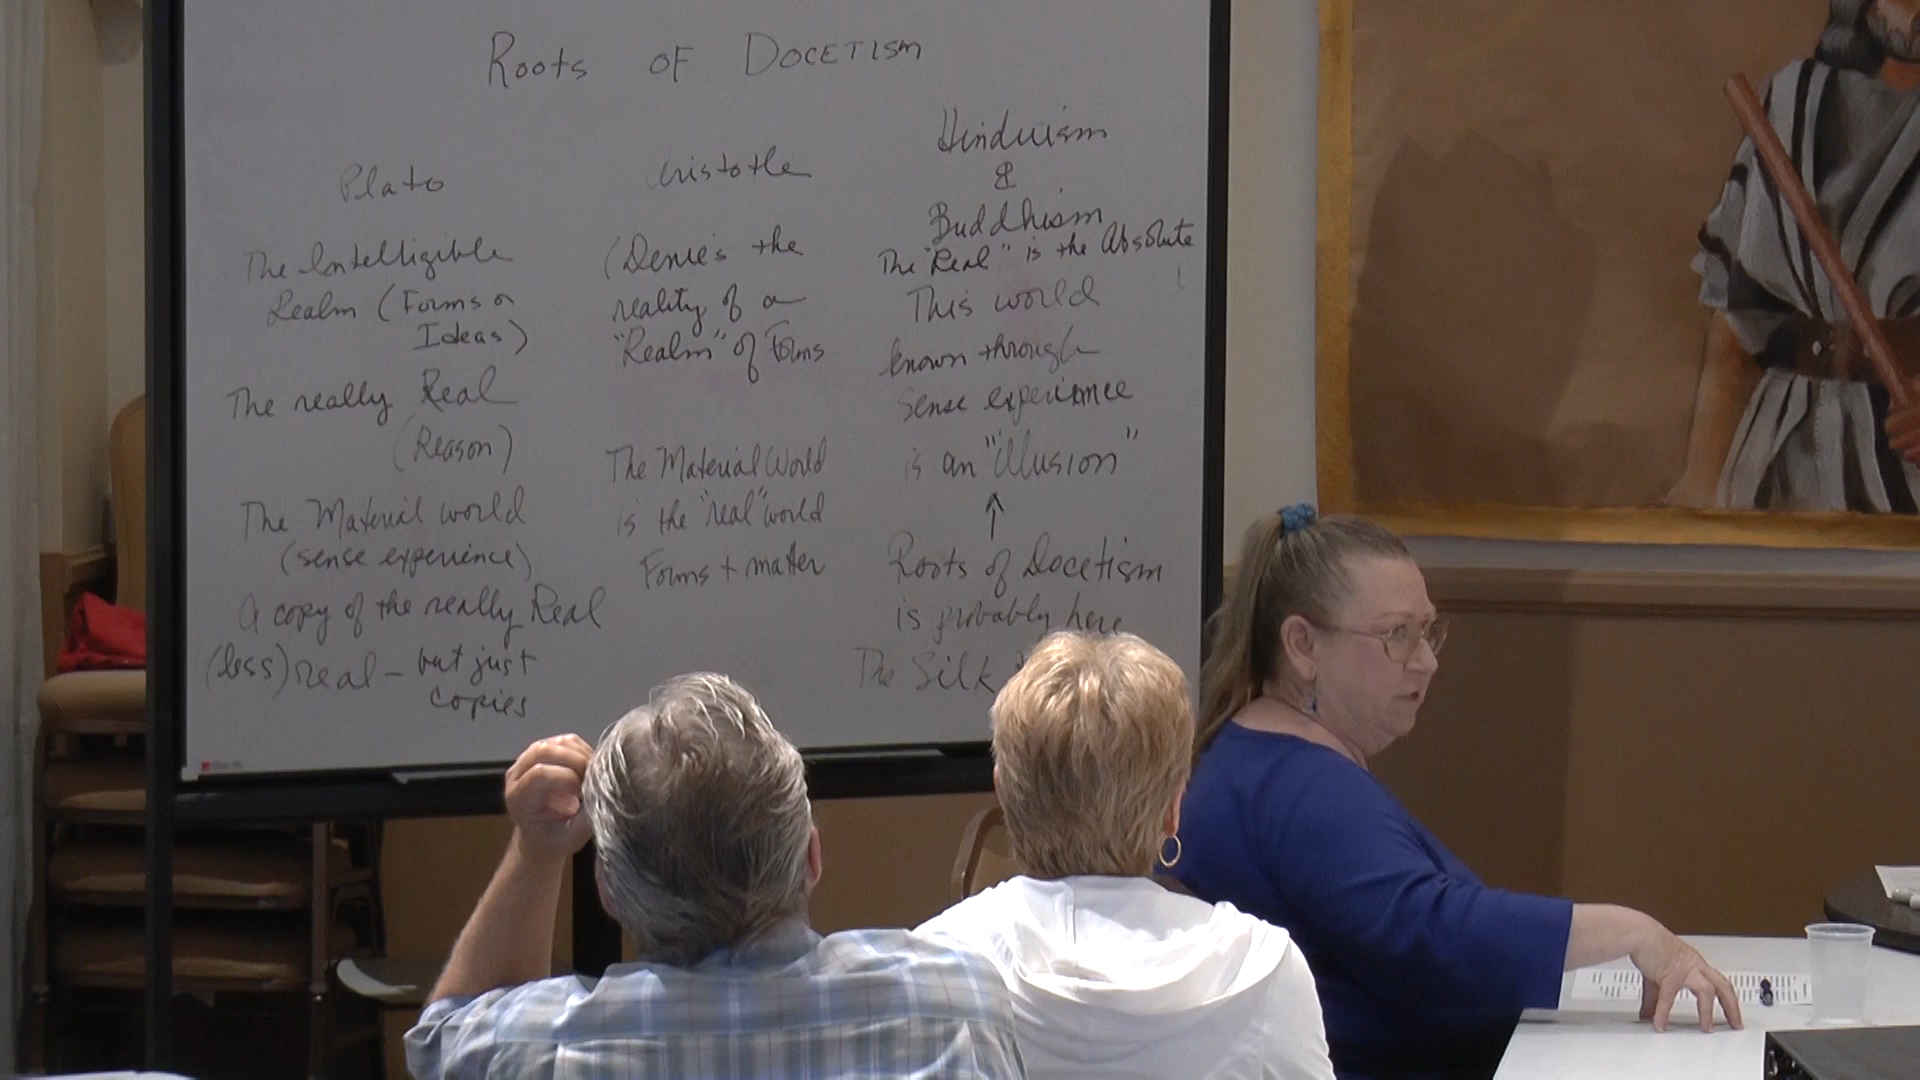 Roots of DOCETISM
Plato
The Intelligible
Realm (Forms or
Ideas)
The really Real
(Reason)
The Material world
(sense experience)
a copy of the really Real
(less) real - but just
copies
Aristotle
(Denie's the
reality of a
"Realm" of Forms
The Material World
is the "real" world
Forms + matter
Hinduism
&
Buddhism
The "Real" is the Absolute
This world
known through
sense experience
is an "illusion"
↑
Roots of Docetism
is probably here
The Silk